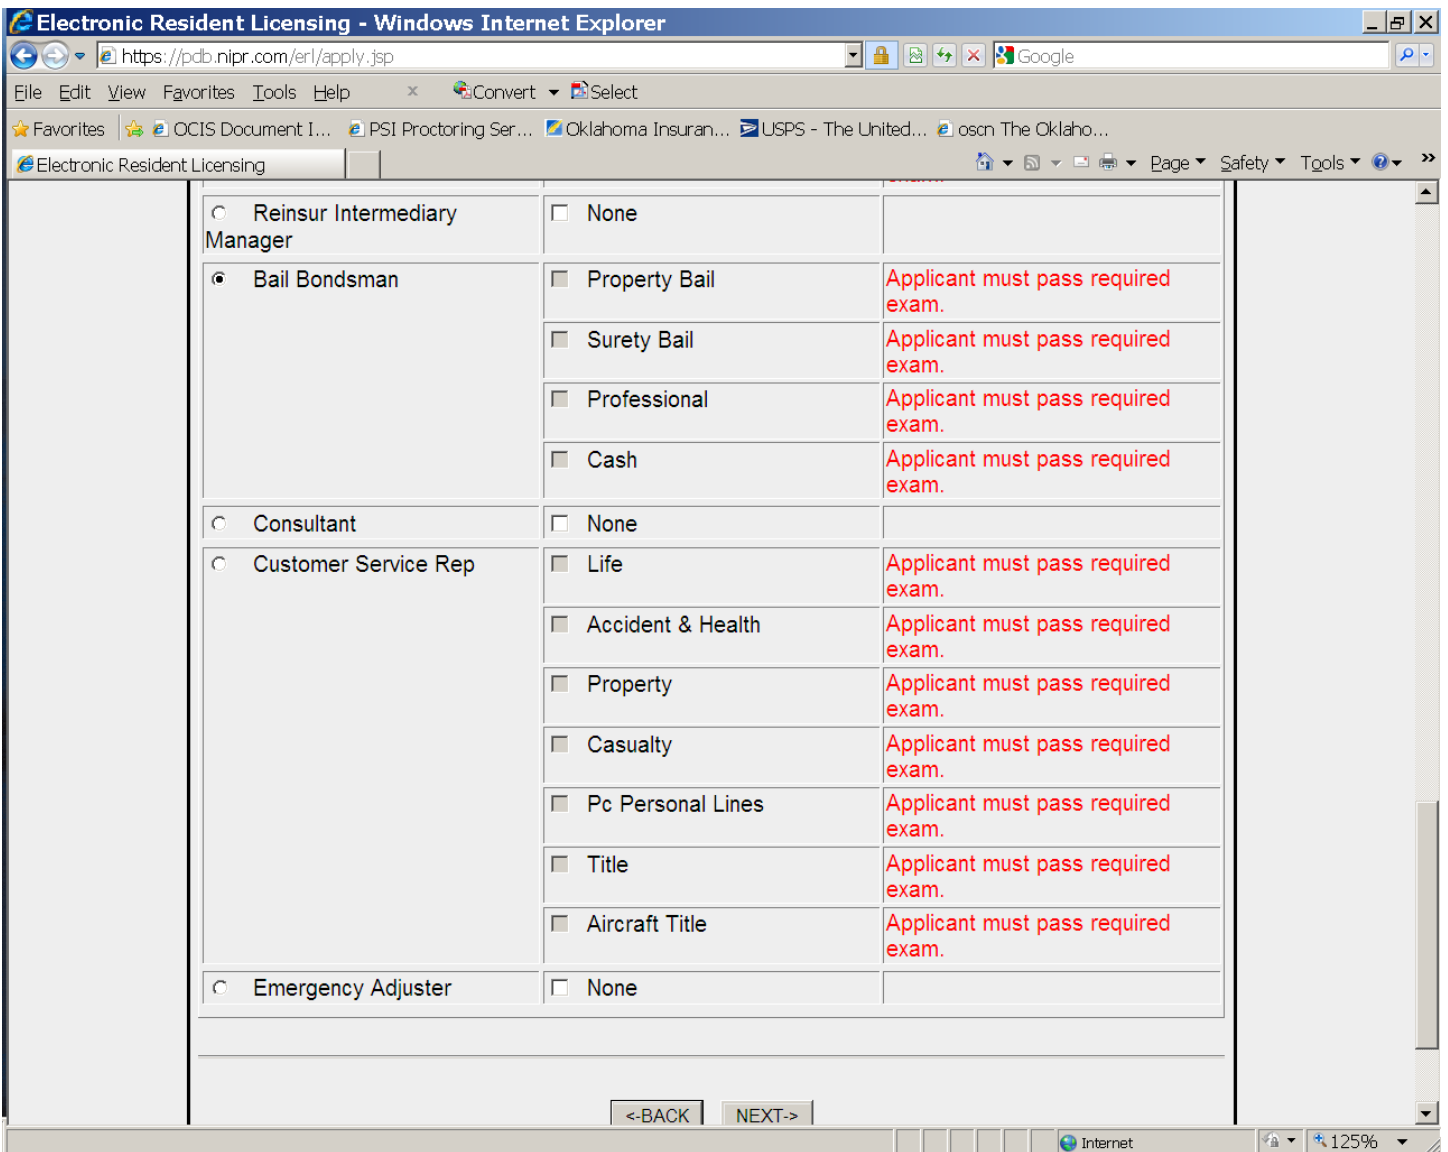 Electronic Resident Licensing - Windows Internet Explorer
https://pdb.nipr.com/erl/apply.jsp Google
File Edit View Favorites Tools Help x Convert Select
Favorites OCIS Document I... PSI Proctoring Ser... Oklahoma Insuran... USPS - The United... oscn The Oklaho...
Electronic Resident Licensing Page Safety Tools »
Reinsur Intermediary Manager None
Bail Bondsman Property Bail Applicant must pass required exam.
Surety Bail Applicant must pass required exam.
Professional Applicant must pass required exam.
Cash Applicant must pass required exam.
Consultant None
Customer Service Rep Life Applicant must pass required exam.
Accident & Health Applicant must pass required exam.
Property Applicant must pass required exam.
Casualty Applicant must pass required exam.
Pc Personal Lines Applicant must pass required exam.
Title Applicant must pass required exam.
Aircraft Title Applicant must pass required exam.
Emergency Adjuster None
<-BACK NEXT->
Internet 125%